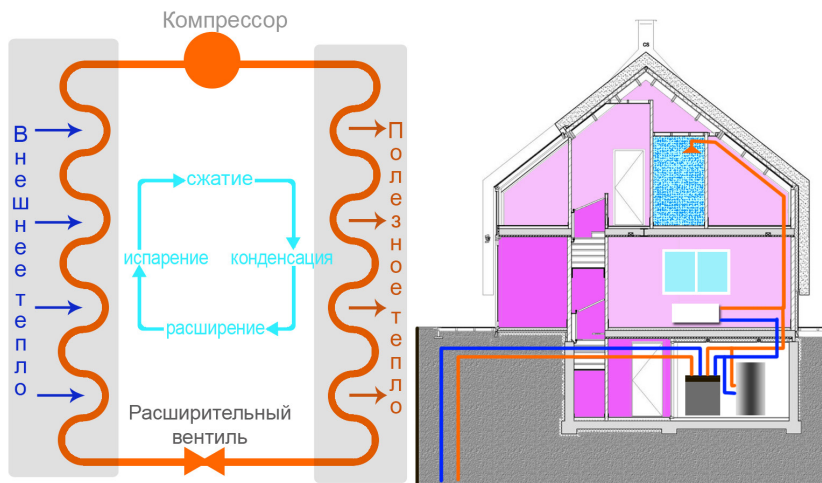 Компрессор
Внешнее тепло
сжатие
испарение
конденсация
расширение
Полезное тепло
Расширительный
вентиль